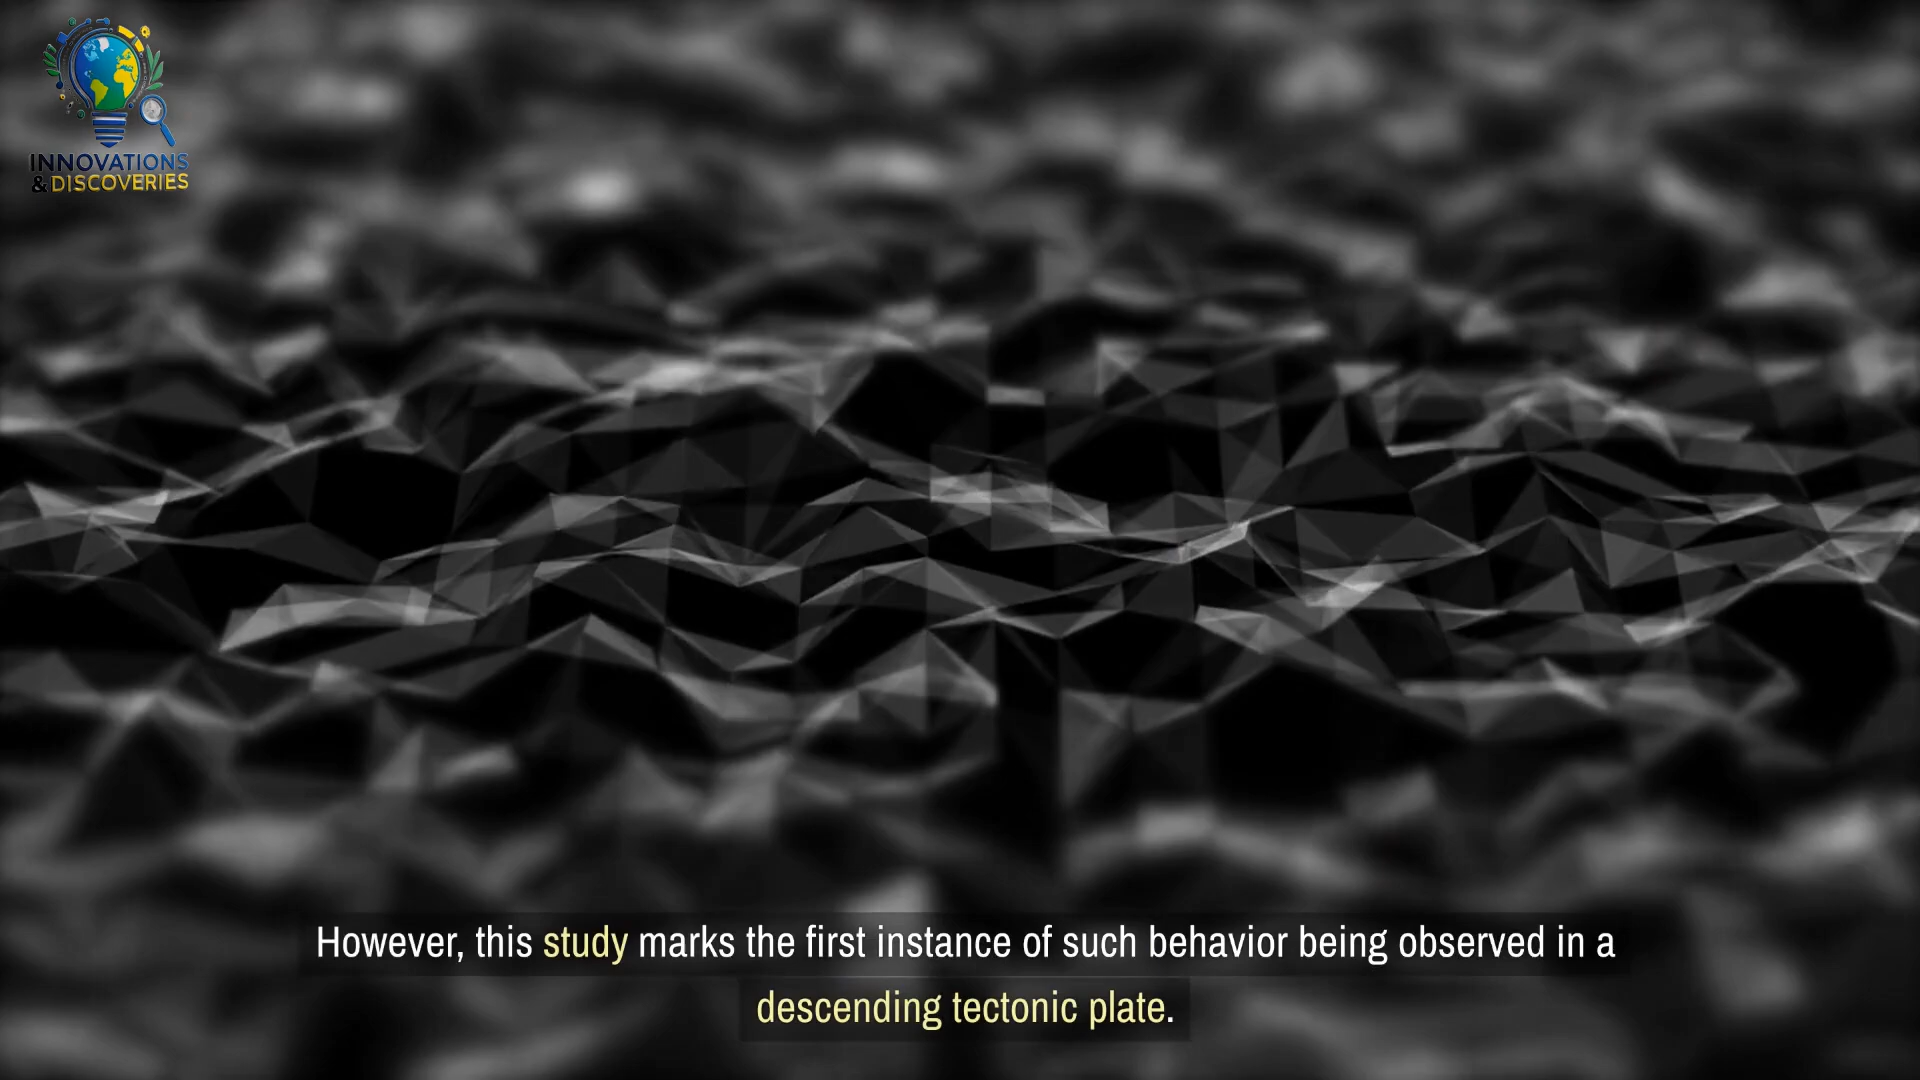 INNOVATIONS
& DISCOVERIES
However, this study marks the first instance of such behavior being observed in a
descending tectonic plate.